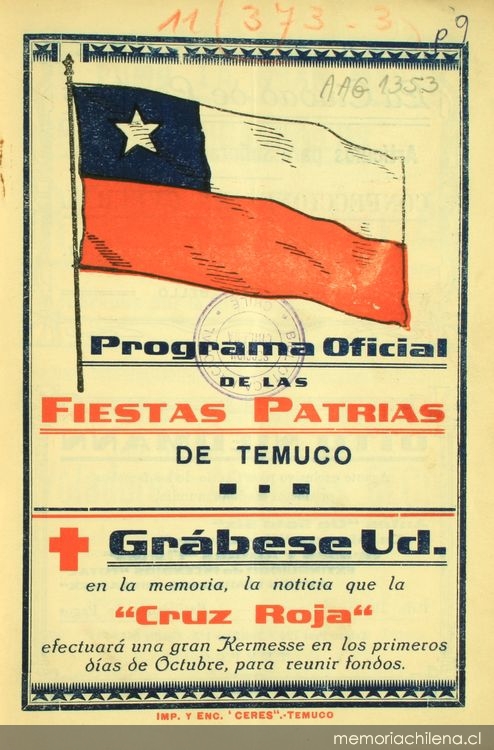 11(373-3)
p9
AAG 1353
Programa Oficial
DE LAS
FIESTAS PATRIAS
DE TEMUCO
Grábese Ud.
en la memoria, la noticia que la
"Cruz Roja"
efectuará una gran Kermesse en los primeros
días de Octubre, para reunir fondos.
IMP. Y ENC. "CERES".-TEMUCO
memoriachilena.cl